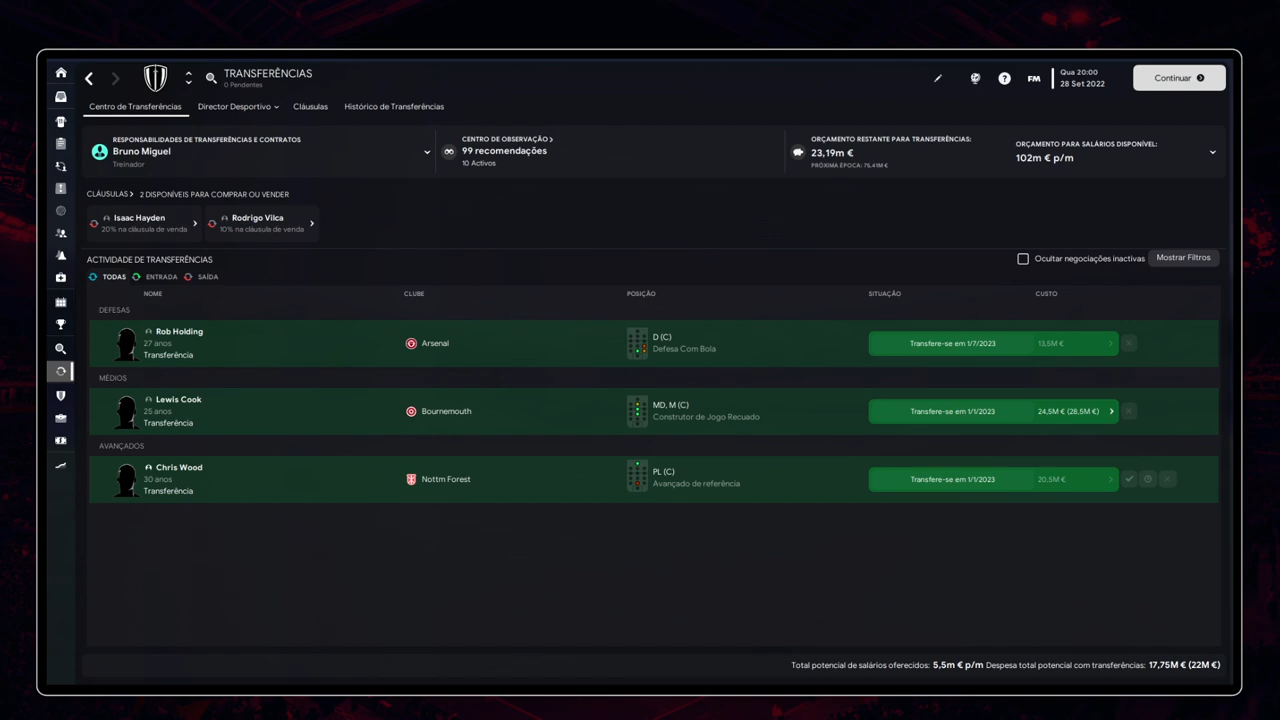 TRANSFERÊNCIAS
0 Pendentes
FM
Qua 20:00
28 Set 2022
Continuar
Centro de Transferências
Director Desportivo
Cláusulas
Histórico de Transferências
RESPONSABILIDADES DE TRANSFERÊNCIAS E CONTRATOS
Bruno Miguel
Treinador
CENTRO DE OBSERVAÇÃO
99 recomendações
10 Activos
ORÇAMENTO RESTANTE PARA TRANSFERÊNCIAS:
23,19m €
PRÓXIMA ÉPOCA: 75,41M €
ORÇAMENTO PARA SALÁRIOS DISPONÍVEL:
102m € p/m
CLÁUSULAS 2 DISPONÍVEIS PARA COMPRAR OU VENDER
Isaac Hayden
20% na cláusula de venda
Rodrigo Vilca
10% na cláusula de venda
ACTIVIDADE DE TRANSFERÊNCIAS
Ocultar negociações inactivas
Mostrar Filtros
TODAS ENTRADA SAÍDA
NOME CLUBE POSIÇÃO SITUAÇÃO CUSTO
DEFESAS
Rob Holding
27 anos
Transferência
Arsenal
D (C)
Defesa Com Bola
Transfere-se em 1/7/2023 13,5M €
MÉDIOS
Lewis Cook
25 anos
Transferência
Bournemouth
MD, M (C)
Construtor de Jogo Recuado
Transfere-se em 1/1/2023 24,5M € (28,5M €)
AVANÇADOS
Chris Wood
30 anos
Transferência
Nottm Forest
PL (C)
Avançado de referência
Transfere-se em 1/1/2023 20,5M €
Total potencial de salários oferecidos: 5,5m € p/m Despesa total potencial com transferências: 17,75M € (22M €)